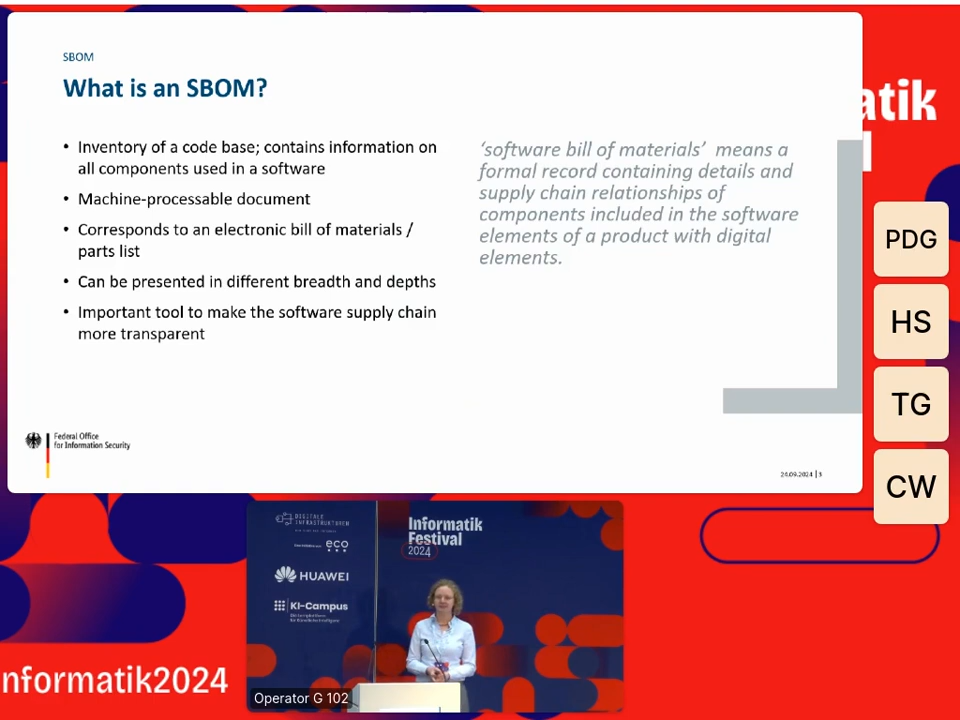 SBOM
What is an SBOM?
• Inventory of a code base; contains information on
all components used in a software
• Machine-processable document
• Corresponds to an electronic bill of materials /
parts list
• Can be presented in different breadth and depths
• Important tool to make the software supply chain
more transparent
‘software bill of materials’ means a
formal record containing details and
supply chain relationships of
components included in the software
elements of a product with digital
elements.
Federal Office
for Information Security
24.09.2024 | 3
atik
PDG
HS
TG
CW
DIGITALE
INFRASTRUKTUREN
eco
HUAWEI
KI-Campus
Informatik
Festival
2024
Operator G 102
nformatik2024